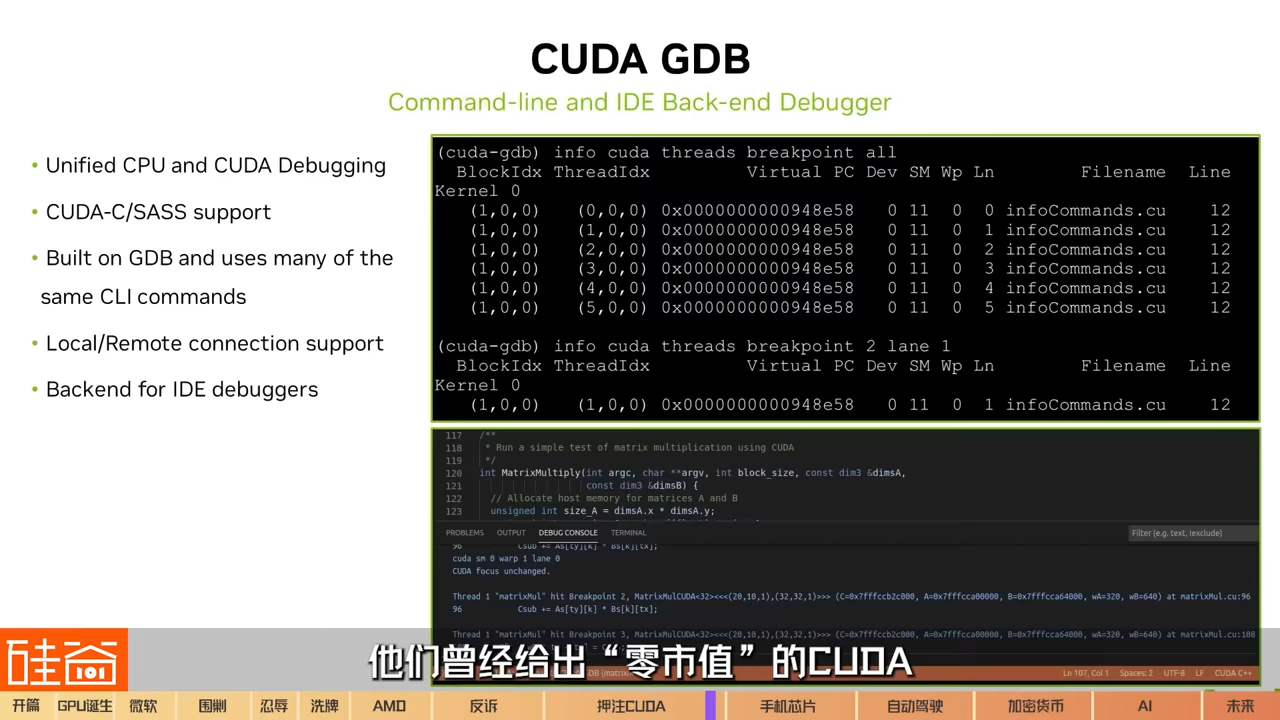 CUDA GDB
Command-line and IDE Back-end Debugger
• Unified CPU and CUDA Debugging
• CUDA-C/SASS support
• Built on GDB and uses many of the
same CLI commands
• Local/Remote connection support
• Backend for IDE debuggers
(cuda-gdb) info cuda threads breakpoint all
BlockIdx ThreadIdx Virtual PC Dev SM Wp Ln Filename Line
Kernel 0
(1,0,0) (0,0,0) 0x0000000000948e58 0 11 0 0 infoCommands.cu 12
(1,0,0) (1,0,0) 0x0000000000948e58 0 11 0 1 infoCommands.cu 12
(1,0,0) (2,0,0) 0x0000000000948e58 0 11 0 2 infoCommands.cu 12
(1,0,0) (3,0,0) 0x0000000000948e58 0 11 0 3 infoCommands.cu 12
(1,0,0) (4,0,0) 0x0000000000948e58 0 11 0 4 infoCommands.cu 12
(1,0,0) (5,0,0) 0x0000000000948e58 0 11 0 5 infoCommands.cu 12
(cuda-gdb) info cuda threads breakpoint 2 lane 1
BlockIdx ThreadIdx Virtual PC Dev SM Wp Ln Filename Line
Kernel 0
(1,0,0) (1,0,0) 0x0000000000948e58 0 11 0 1 infoCommands.cu 12
117 /**
118 * Run a simple test of matrix multiplication using CUDA
119 */
120 int MatrixMultiply(int argc, char **argv, int block_size, const dim3 &dimsA,
121 const dim3 &dimsB) {
122 // Allocate host memory for matrices A and B
123 unsigned int size_A = dimsA.x * dimsA.y;
PROBLEMS OUTPUT DEBUG CONSOLE TERMINAL Filter (e.g. text, !exclude)
96 Csub += As[ty][k] * Bs[k][tx];
cuda sm 0 warp 1 lane 0
CUDA focus unchanged.
Thread 1 "matrixMul" hit Breakpoint 2, MatrixMulCUDA<32><<<(20,10,1),(32,32,1)>>> (C=0x7fffccb2c000, A=0x7fffcca00000, B=0x7fffcca64000, wA=320, wB=640) at matrixMul.cu:96
96 Csub += As[ty][k] * Bs[k][tx];
Thread 1 "matrixMul" hit Breakpoint 3, MatrixMulCUDA<32><<<(20,10,1),(32,32,1)>>> (C=0x7fffccb2c000, A=0x7fffcca00000, B=0x7fffcca64000, wA=320, wB=640) at matrixMul.cu:108
Ln 107, Col 1 Spaces: 2 UTF-8 LF CUDA C++
硅谷
101
他们曾经给出“零市值”的CUDA
开篇 GPU诞生 微软 围剿 忍辱 洗牌 AMD 反诉 押注CUDA 手机芯片 自动驾驶 加密货币 AI 未来